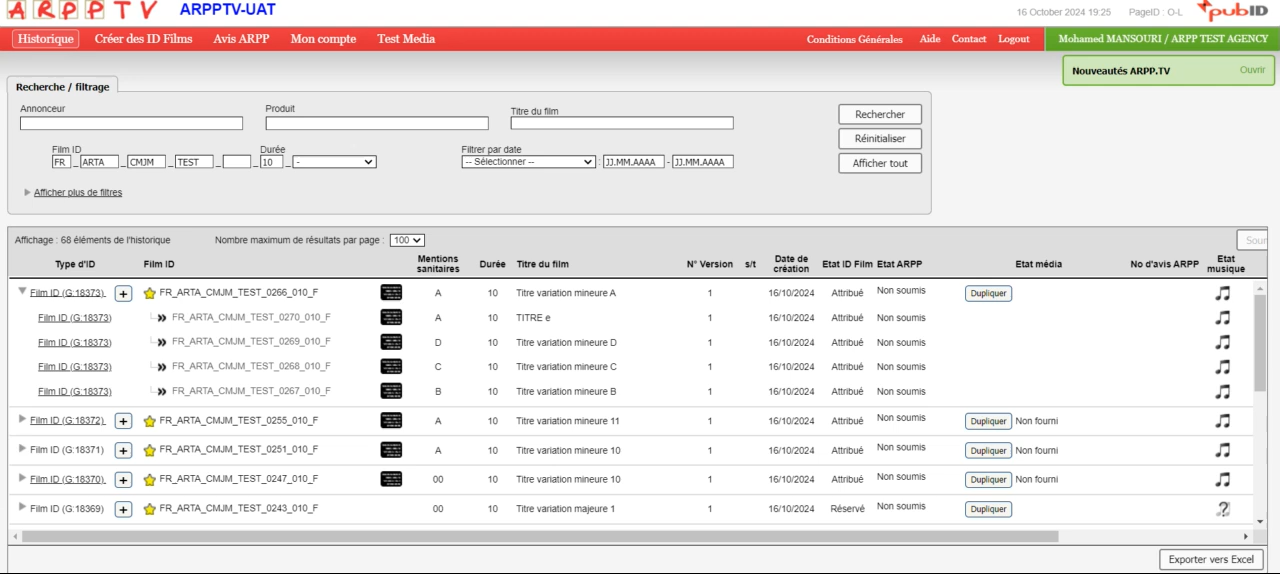 ARPP TV ARPPTV-UAT 16 October 2024 19:25 PageID : O-L pubID
Historique Créer des ID Films Avis ARPP Mon compte Test Media Conditions Générales Aide Contact Logout Mohamed MANSOURI / ARPP TEST AGENCY
Nouveautés ARPP.TV Ouvrir
Recherche / filtrage
Annonceur Produit Titre du film
Rechercher
Réinitialiser
Afficher tout
Film ID Durée Filtrer par date
FR _ ARTA _ CMJM _ TEST _ _ 10 _ - -- Sélectionner -- : JJ.MM.AAAA - JJ.MM.AAAA
Afficher plus de filtres
Affichage : 68 éléments de l'historique Nombre maximum de résultats par page : 100 Sour
Type d'ID Film ID Mentions sanitaires Durée Titre du film N° Version s/t Date de création Etat ID Film Etat ARPP Etat média No d'avis ARPP Etat musique
Film ID (G:18373) + FR_ARTA_CMJM_TEST_0266_010_F A 10 Titre variation mineure A 1 16/10/2024 Attribué Non soumis Dupliquer
Film ID (G:18373) FR_ARTA_CMJM_TEST_0270_010_F A 10 TITRE e 1 16/10/2024 Attribué Non soumis
Film ID (G:18373) FR_ARTA_CMJM_TEST_0269_010_F D 10 Titre variation mineure D 1 16/10/2024 Attribué Non soumis
Film ID (G:18373) FR_ARTA_CMJM_TEST_0268_010_F C 10 Titre variation mineure C 1 16/10/2024 Attribué Non soumis
Film ID (G:18373) FR_ARTA_CMJM_TEST_0267_010_F B 10 Titre variation mineure B 1 16/10/2024 Attribué Non soumis
Film ID (G:18372) + FR_ARTA_CMJM_TEST_0255_010_F A 10 Titre variation mineure 11 1 16/10/2024 Attribué Non soumis Dupliquer Non fourni
Film ID (G:18371) + FR_ARTA_CMJM_TEST_0251_010_F A 10 Titre variation mineure 10 1 16/10/2024 Attribué Non soumis Dupliquer Non fourni
Film ID (G:18370) + FR_ARTA_CMJM_TEST_0247_010_F 00 10 Titre variation mineure 10 1 16/10/2024 Attribué Non soumis Dupliquer Non fourni
Film ID (G:18369) + FR_ARTA_CMJM_TEST_0243_010_F 00 10 Titre variation majeure 1 1 16/10/2024 Réservé Non soumis Dupliquer
Exporter vers Excel